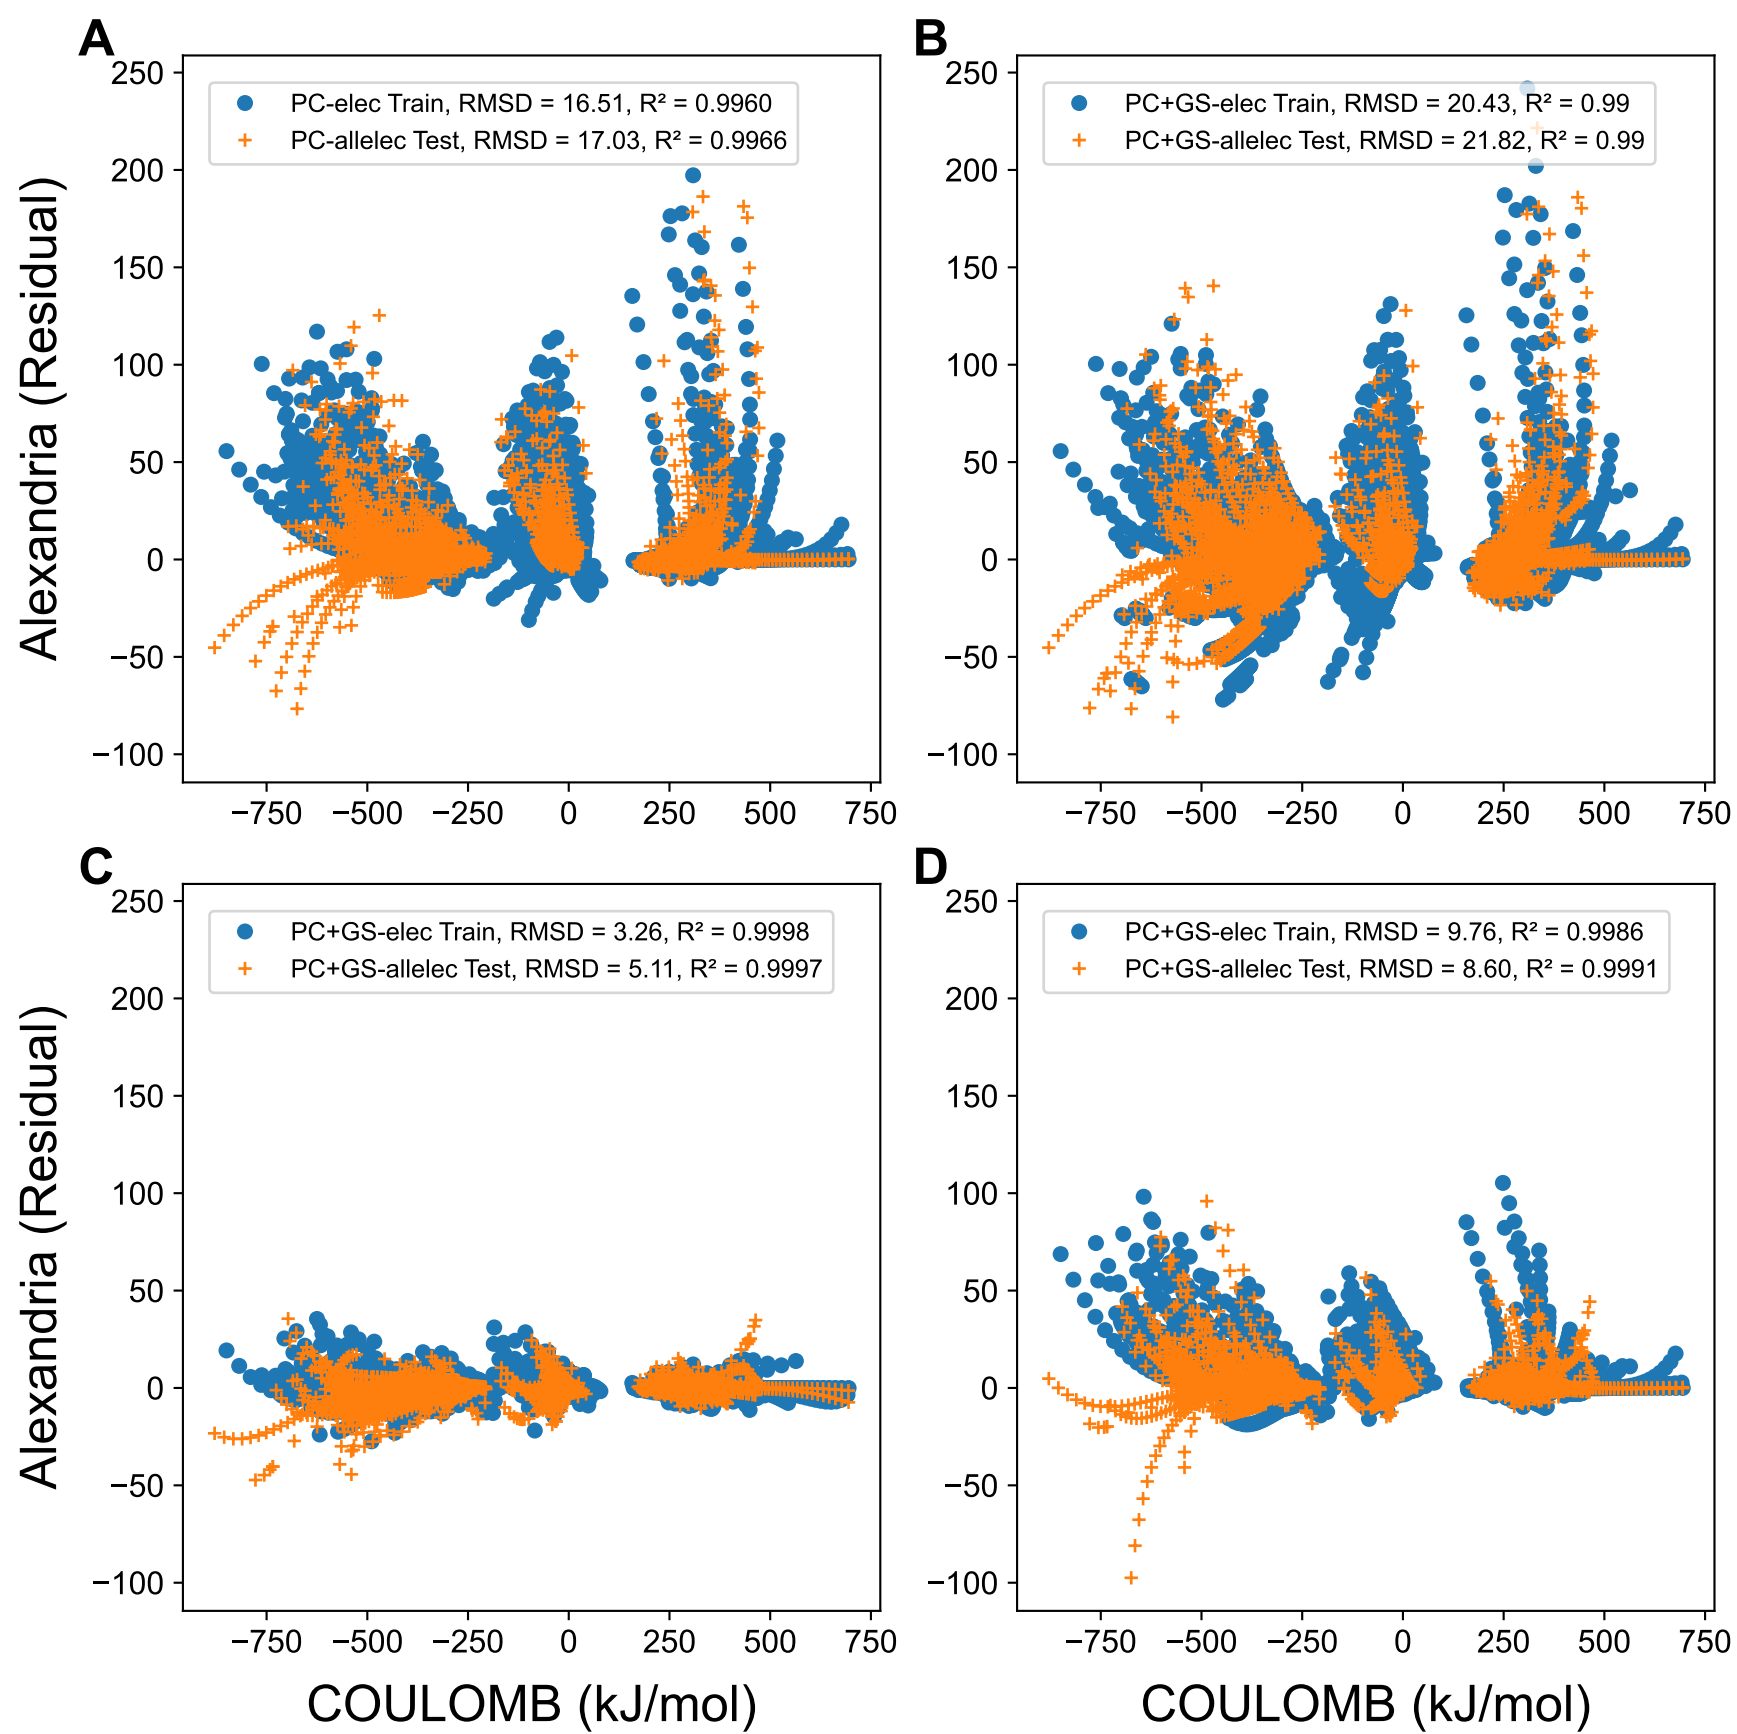 A
B
250
200
150
100
50
0
−50
−100
PC-elec Train, RMSD = 16.51, R² = 0.9960
PC-allelec Test, RMSD = 17.03, R² = 0.9966
−750 −500 −250 0 250 500 750
Alexandria (Residual)
250
200
150
100
50
0
−50
−100
PC+GS-elec Train, RMSD = 20.43, R² = 0.99
PC+GS-allelec Test, RMSD = 21.82, R² = 0.99
−750 −500 −250 0 250 500 750
C
D
250
200
150
100
50
0
−50
−100
PC+GS-elec Train, RMSD = 3.26, R² = 0.9998
PC+GS-allelec Test, RMSD = 5.11, R² = 0.9997
−750 −500 −250 0 250 500 750
Alexandria (Residual)
COULOMB (kJ/mol)
250
200
150
100
50
0
−50
−100
PC+GS-elec Train, RMSD = 9.76, R² = 0.9986
PC+GS-allelec Test, RMSD = 8.60, R² = 0.9991
−750 −500 −250 0 250 500 750
COULOMB (kJ/mol)